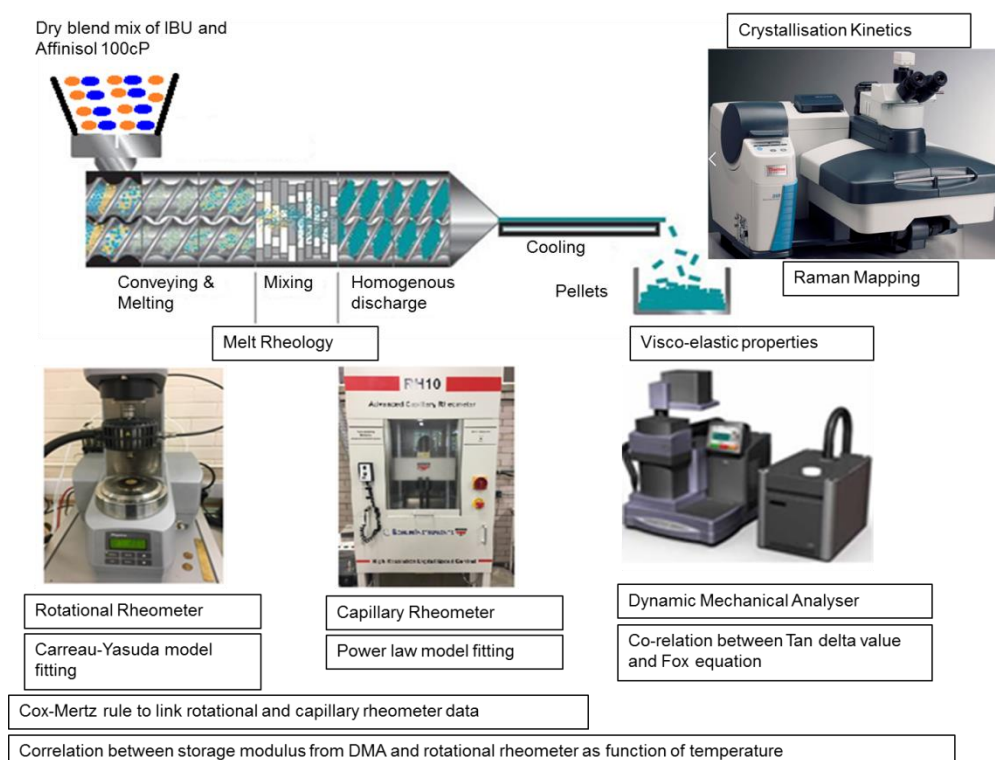 Dry blend mix of IBU and
Affinisol 100cP
Crystallisation Kinetics
Conveying &
Melting
Mixing
Homogenous
discharge
Cooling
Pellets
Raman Mapping
Melt Rheology
Visco-elastic properties
RH10
Advanced Capillary Rheometer
Rotational Rheometer
Capillary Rheometer
Dynamic Mechanical Analyser
Carreau-Yasuda model
fitting
Power law model fitting
Co-relation between Tan delta value
and Fox equation
Cox-Mertz rule to link rotational and capillary rheometer data
Correlation between storage modulus from DMA and rotational rheometer as function of temperature